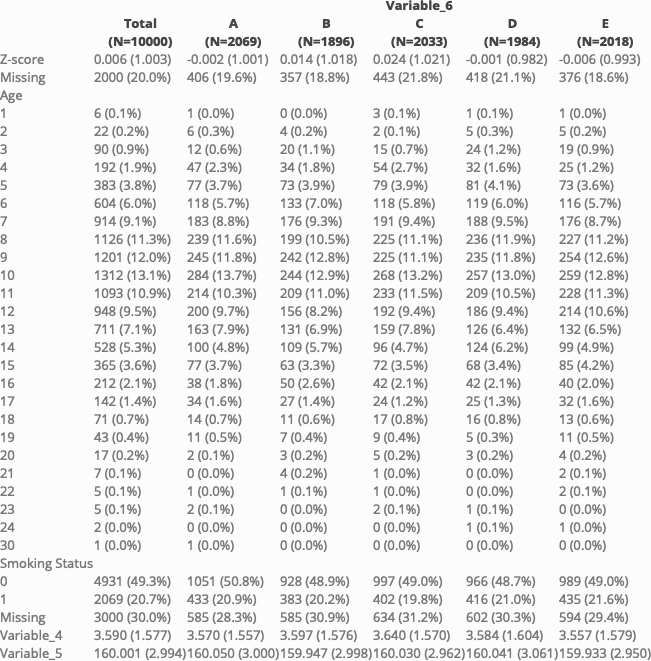 Variable_6
Total A B C D E
(N=10000) (N=2069) (N=1896) (N=2033) (N=1984) (N=2018)
Z-score 0.006 (1.003) -0.002 (1.001) 0.014 (1.018) 0.024 (1.021) -0.001 (0.982) -0.006 (0.993)
Missing 2000 (20.0%) 406 (19.6%) 357 (18.8%) 443 (21.8%) 418 (21.1%) 376 (18.6%)
Age
1 6 (0.1%) 1 (0.0%) 0 (0.0%) 3 (0.1%) 1 (0.1%) 1 (0.0%)
2 22 (0.2%) 6 (0.3%) 4 (0.2%) 2 (0.1%) 5 (0.3%) 5 (0.2%)
3 90 (0.9%) 12 (0.6%) 20 (1.1%) 15 (0.7%) 24 (1.2%) 19 (0.9%)
4 192 (1.9%) 47 (2.3%) 34 (1.8%) 54 (2.7%) 32 (1.6%) 25 (1.2%)
5 383 (3.8%) 77 (3.7%) 73 (3.9%) 79 (3.9%) 81 (4.1%) 73 (3.6%)
6 604 (6.0%) 118 (5.7%) 133 (7.0%) 118 (5.8%) 119 (6.0%) 116 (5.7%)
7 914 (9.1%) 183 (8.8%) 176 (9.3%) 191 (9.4%) 188 (9.5%) 176 (8.7%)
8 1126 (11.3%) 239 (11.6%) 199 (10.5%) 225 (11.1%) 236 (11.9%) 227 (11.2%)
9 1201 (12.0%) 245 (11.8%) 242 (12.8%) 225 (11.1%) 235 (11.8%) 254 (12.6%)
10 1312 (13.1%) 284 (13.7%) 244 (12.9%) 268 (13.2%) 257 (13.0%) 259 (12.8%)
11 1093 (10.9%) 214 (10.3%) 209 (11.0%) 233 (11.5%) 209 (10.5%) 228 (11.3%)
12 948 (9.5%) 200 (9.7%) 156 (8.2%) 192 (9.4%) 186 (9.4%) 214 (10.6%)
13 711 (7.1%) 163 (7.9%) 131 (6.9%) 159 (7.8%) 126 (6.4%) 132 (6.5%)
14 528 (5.3%) 100 (4.8%) 109 (5.7%) 96 (4.7%) 124 (6.2%) 99 (4.9%)
15 365 (3.6%) 77 (3.7%) 63 (3.3%) 72 (3.5%) 68 (3.4%) 85 (4.2%)
16 212 (2.1%) 38 (1.8%) 50 (2.6%) 42 (2.1%) 42 (2.1%) 40 (2.0%)
17 142 (1.4%) 34 (1.6%) 27 (1.4%) 24 (1.2%) 25 (1.3%) 32 (1.6%)
18 71 (0.7%) 14 (0.7%) 11 (0.6%) 17 (0.8%) 16 (0.8%) 13 (0.6%)
19 43 (0.4%) 11 (0.5%) 7 (0.4%) 9 (0.4%) 5 (0.3%) 11 (0.5%)
20 17 (0.2%) 2 (0.1%) 3 (0.2%) 5 (0.2%) 3 (0.2%) 4 (0.2%)
21 7 (0.1%) 0 (0.0%) 4 (0.2%) 1 (0.0%) 0 (0.0%) 2 (0.1%)
22 5 (0.1%) 1 (0.0%) 1 (0.1%) 1 (0.0%) 0 (0.0%) 2 (0.1%)
23 5 (0.1%) 2 (0.1%) 0 (0.0%) 2 (0.1%) 1 (0.1%) 0 (0.0%)
24 2 (0.0%) 0 (0.0%) 0 (0.0%) 0 (0.0%) 1 (0.1%) 1 (0.0%)
30 1 (0.0%) 1 (0.0%) 0 (0.0%) 0 (0.0%) 0 (0.0%) 0 (0.0%)
Smoking Status
0 4931 (49.3%) 1051 (50.8%) 928 (48.9%) 997 (49.0%) 966 (48.7%) 989 (49.0%)
1 2069 (20.7%) 433 (20.9%) 383 (20.2%) 402 (19.8%) 416 (21.0%) 435 (21.6%)
Missing 3000 (30.0%) 585 (28.3%) 585 (30.9%) 634 (31.2%) 602 (30.3%) 594 (29.4%)
Variable_4 3.590 (1.577) 3.570 (1.557) 3.597 (1.576) 3.640 (1.570) 3.584 (1.604) 3.557 (1.579)
Variable_5 160.001 (2.994) 160.050 (3.000) 159.947 (2.998) 160.030 (2.962) 160.041 (3.061) 159.933 (2.950)